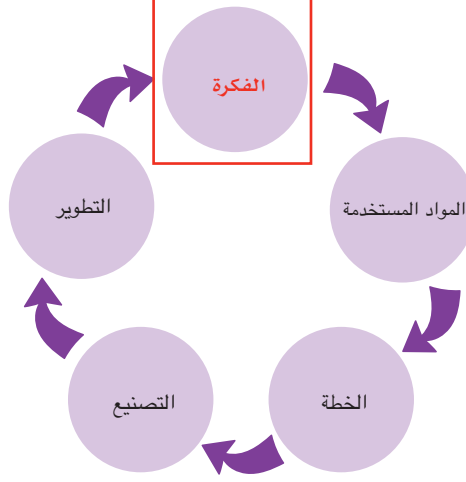 الفكرة
المواد المستخدمة
الخطة
التصنيع
التطوير